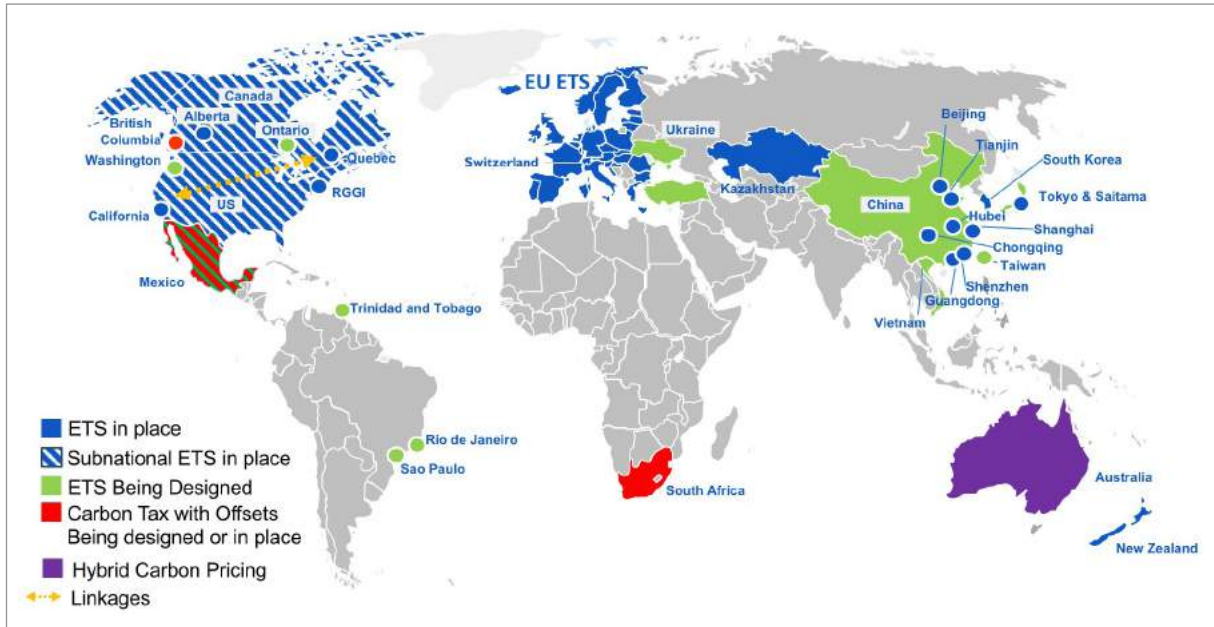 EU ETS
Canada
British
Columbia
Alberta
Ontario
Washington
Quebec
RGGI
US
California
Mexico
Switzerland
Ukraine
Kazakhstan
Beijing
Tianjin
South Korea
China
Tokyo & Saitama
Hubei
Shanghai
Chongqing
Taiwan
Shenzhen
Guangdong
Vietnam
Trinidad and Tobago
Rio de Janeiro
Sao Paulo
South Africa
Australia
New Zealand
ETS in place
Subnational ETS in place
ETS Being Designed
Carbon Tax with Offsets
Being designed or in place
Hybrid Carbon Pricing
Linkages